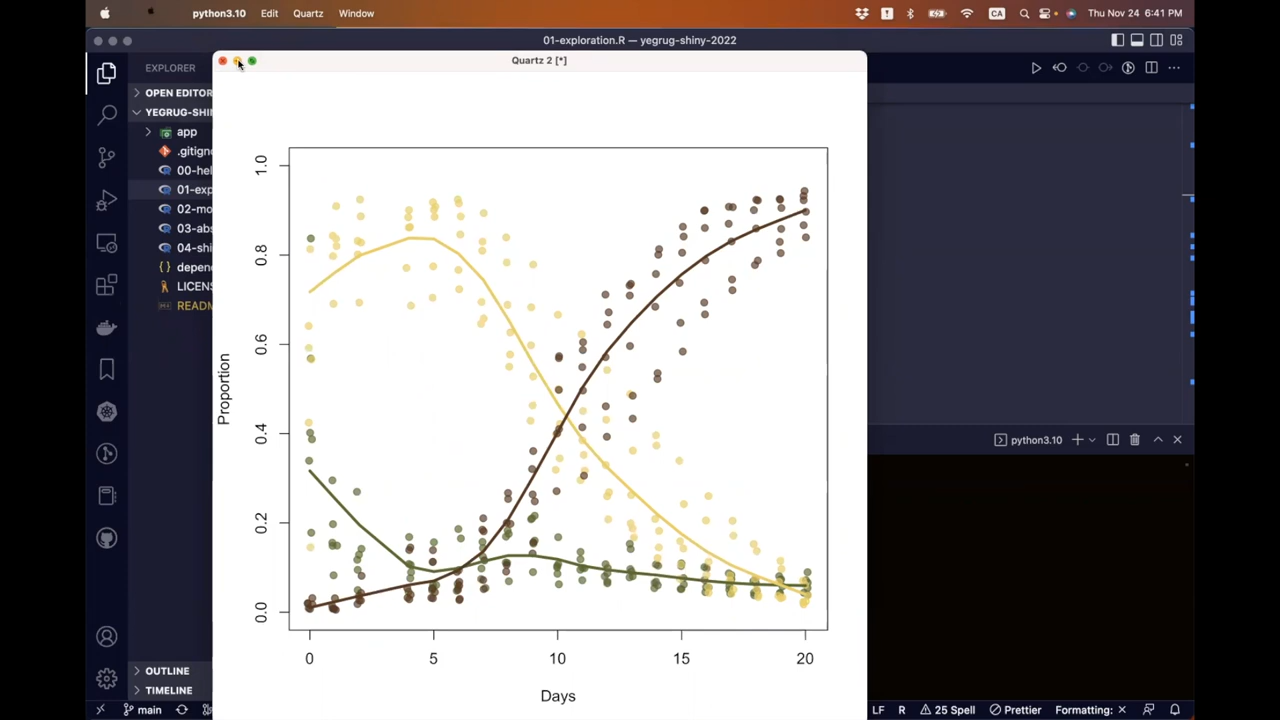 python3.10 Edit Quartz Window CA Thu Nov 24 6:41 PM
01-exploration.R — yegrug-shiny-2022
EXPLORER
Quartz 2 [*]
OPEN EDITOR
YEGRUG-SHI
app
.gitign
00-hel
01-exp
02-mo
03-abs
04-shi
{} depen
LICENS
READM
OUTLINE
TIMELINE
1.0
0.8
0.6
0.4
0.2
0.0
Proportion
0 5 10 15 20
Days
python3.10
main
LF R 25 Spell Prettier Formatting: ×